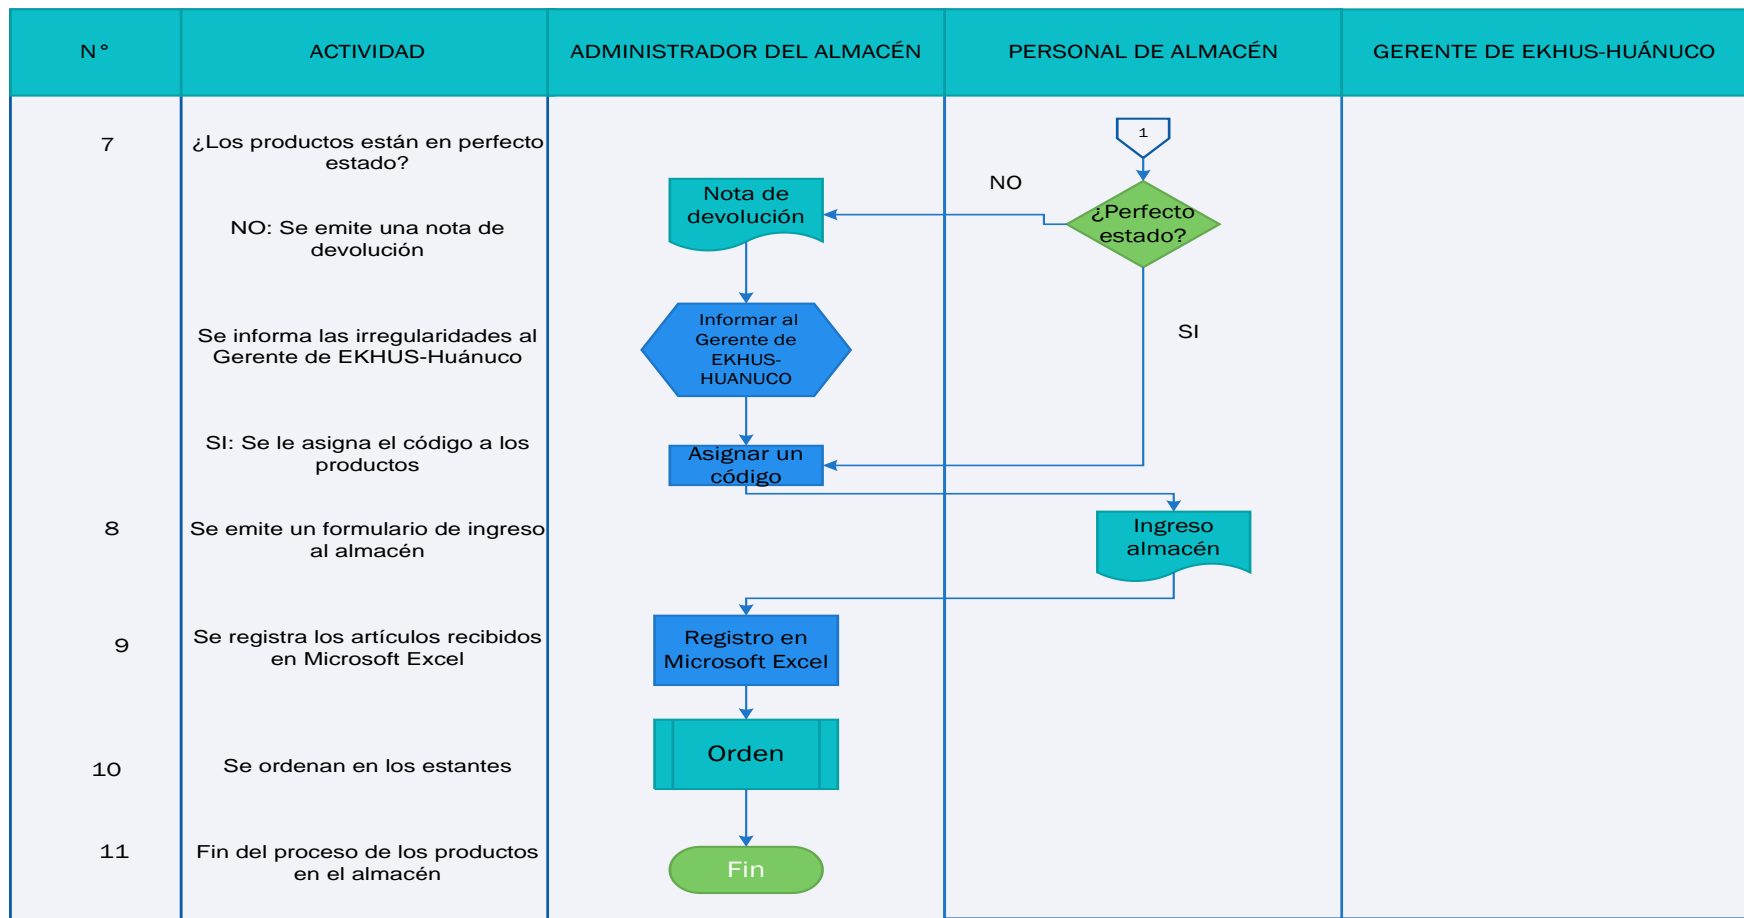 N° ACTIVIDAD ADMINISTRADOR DEL ALMACÉN PERSONAL DE ALMACÉN GERENTE DE EKHUS-HUÁNUCO
7
¿Los productos están en perfecto
estado?
1
NO
Nota de
devolución
¿Perfecto
estado?
NO: Se emite una nota de
devolución
Se informa las irregularidades al
Gerente de EKHUS-Huánuco
Informar al
Gerente de
EKHUS-
HUANUCO
SI
SI: Se le asigna el código a los
productos
Asignar un
código
8
Se emite un formulario de ingreso
al almacén
Ingreso
almacén
9
Se registra los artículos recibidos
en Microsoft Excel
Registro en
Microsoft Excel
10
Se ordenan en los estantes
Orden
11
Fin del proceso de los productos
en el almacén
Fin